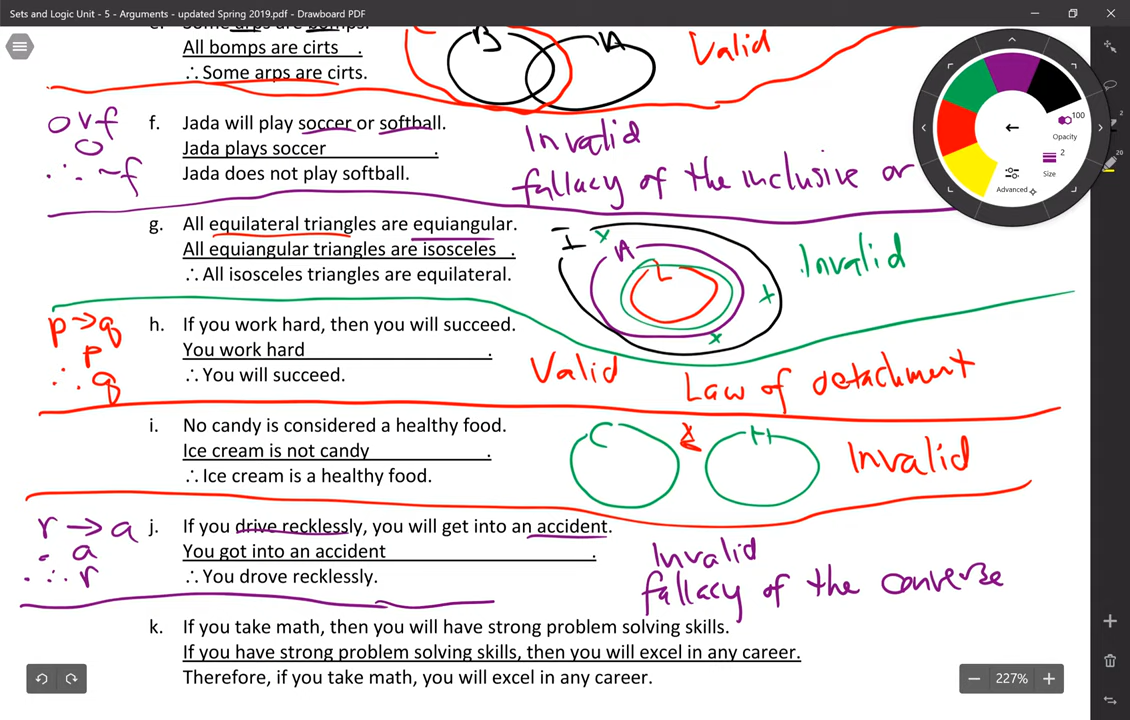 Sets and Logic Unit - 5 - Arguments - updated Spring 2019.pdf - Drawboard PDF
e. Some arps are bomps.
All bomps are cirts .
∴ Some arps are cirts.
B A
Valid
o v f
o
∴ ~f
f. Jada will play soccer or softball.
Jada plays soccer .
Jada does not play softball.
Invalid
fallacy of the inclusive or
g. All equilateral triangles are equiangular.
All equiangular triangles are isosceles .
∴ All isosceles triangles are equilateral.
I x A L x x
Invalid
p → q
p
∴ q
h. If you work hard, then you will succeed.
You work hard .
∴ You will succeed.
Valid Law of detachment
i. No candy is considered a healthy food.
Ice cream is not candy .
∴ Ice cream is a healthy food.
C H
Invalid
r → a
a
∴ r
j. If you drive recklessly, you will get into an accident.
You got into an accident .
∴ You drove recklessly.
Invalid
fallacy of the converse
k. If you take math, then you will have strong problem solving skills.
If you have strong problem solving skills, then you will excel in any career.
Therefore, if you take math, you will excel in any career.
100
Opacity
2
Size
Advanced
2
20
227%